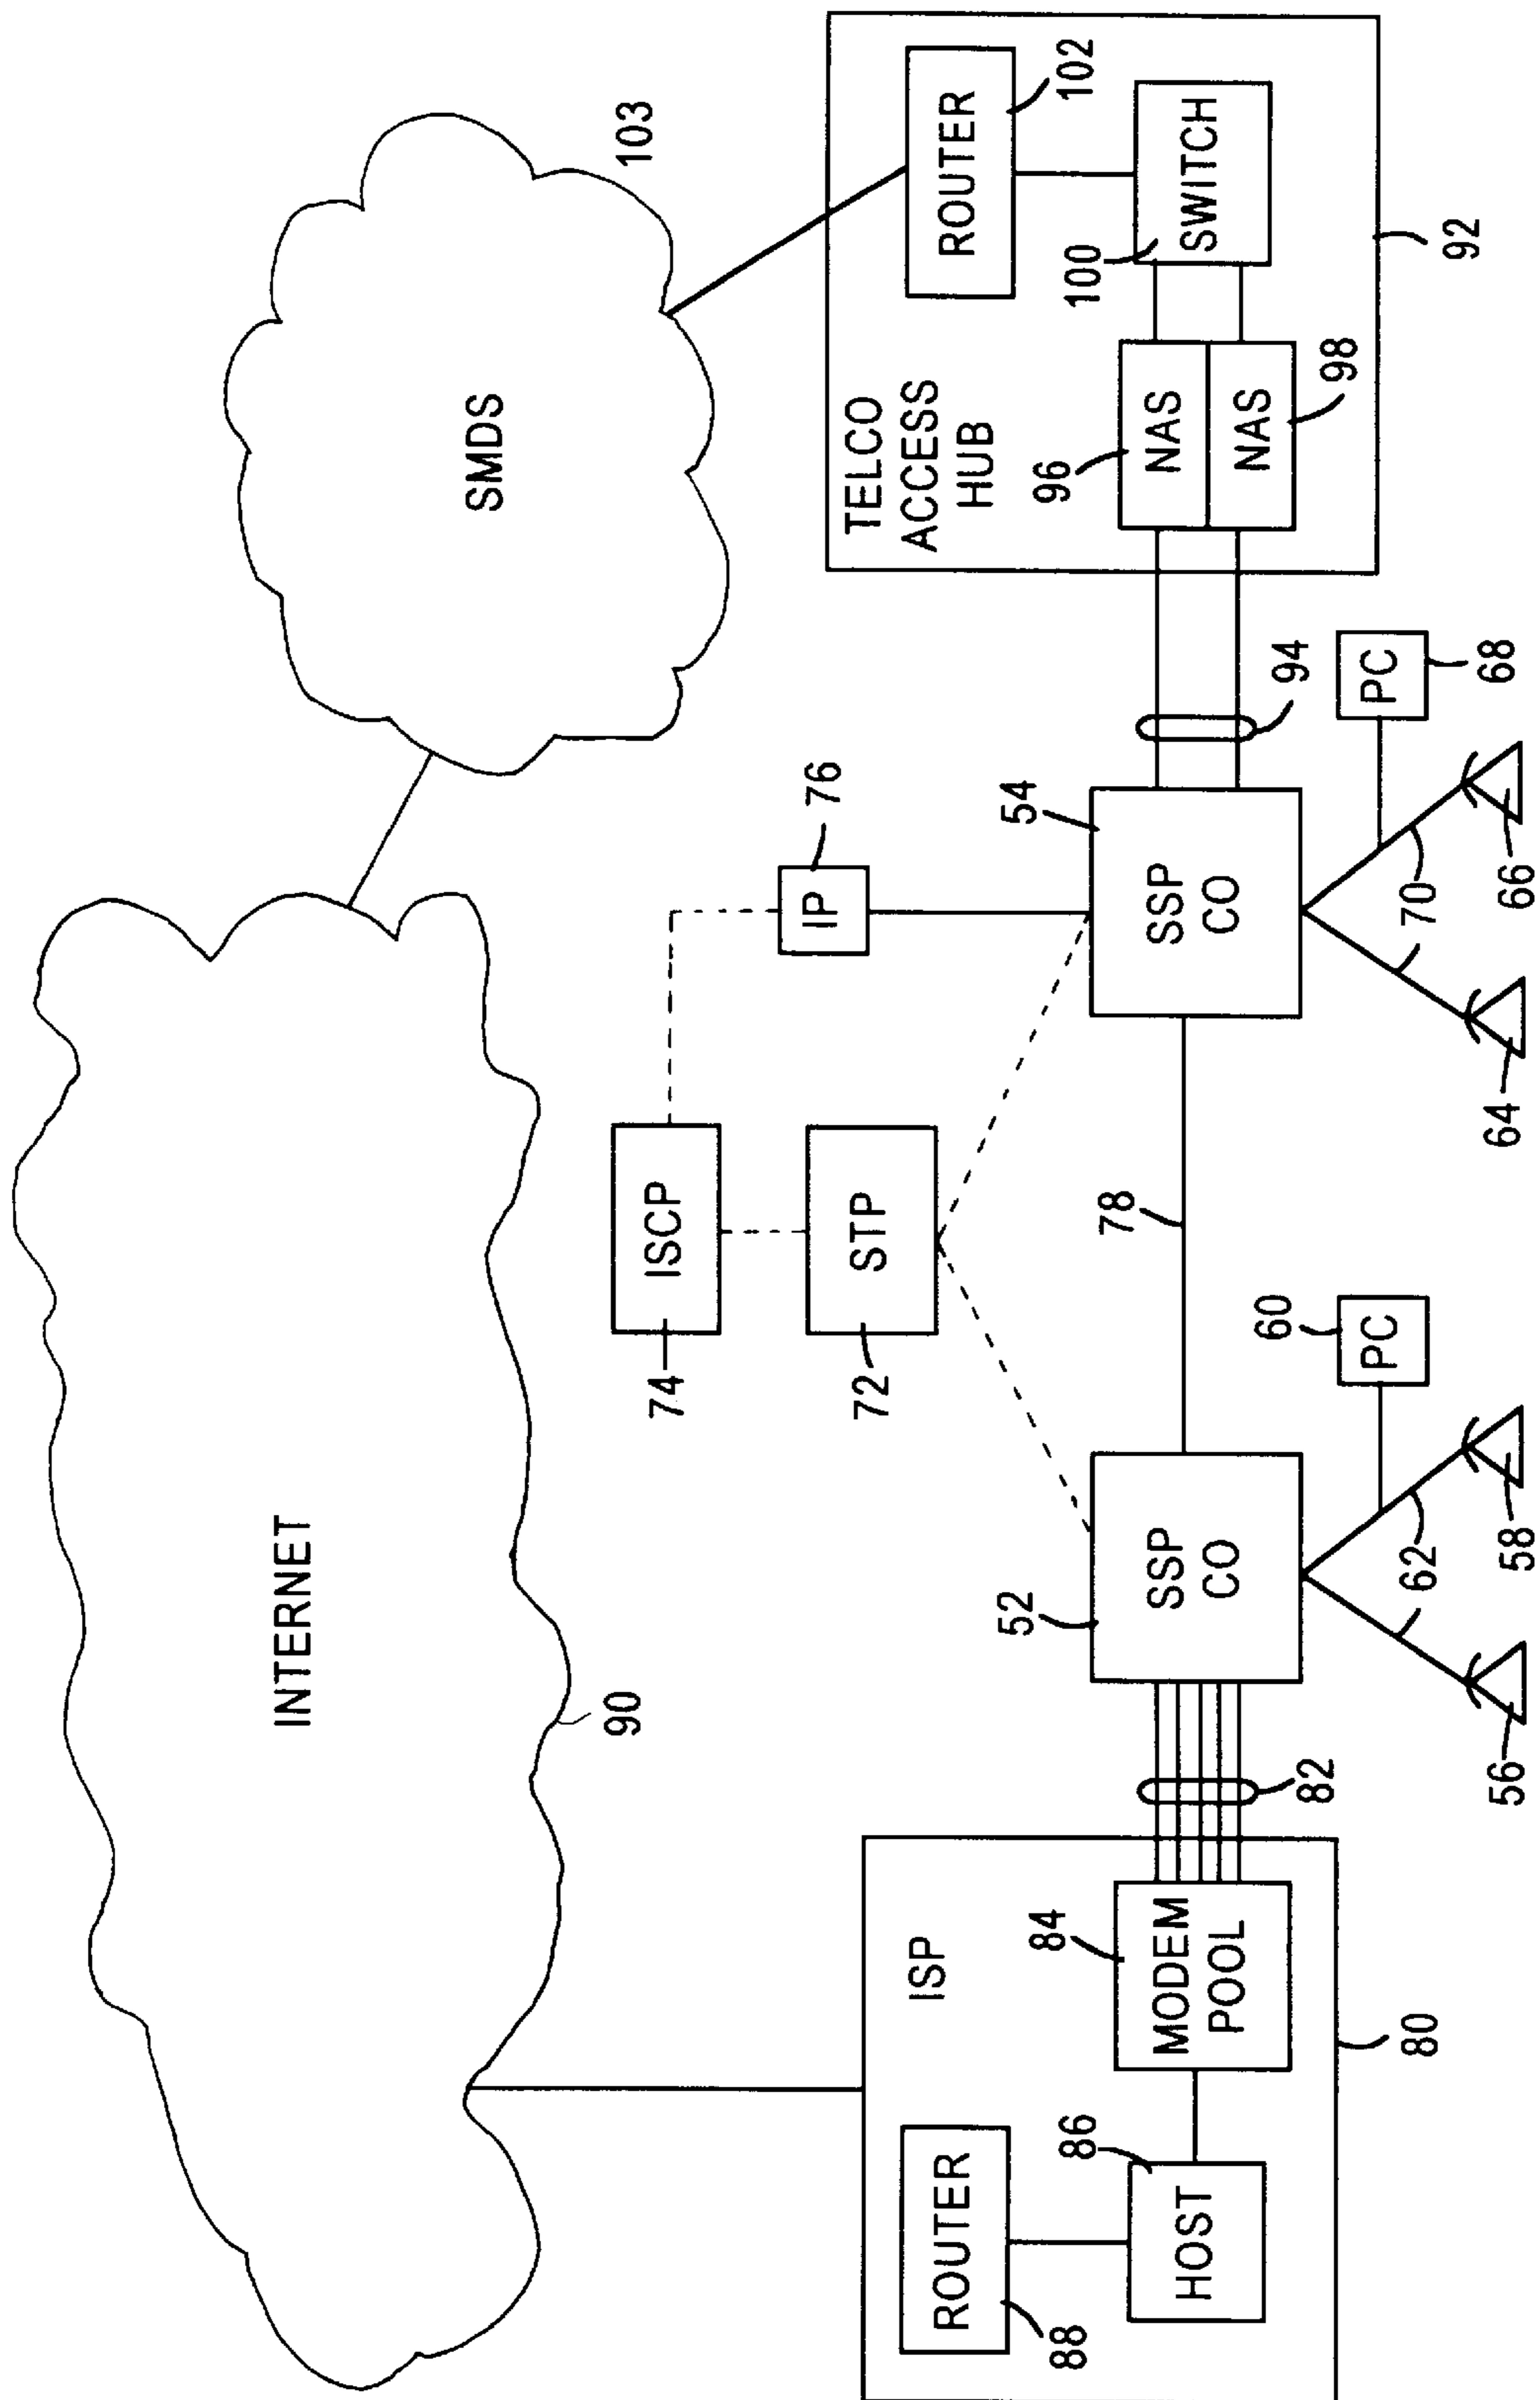 INTERNET
90
SMDS
103
ISP
ROUTER
88
HOST
86
MODEM
POOL
84
80
82
SSP
CO
52
56
58
62
PC
60
78
ISCP
74
STP
72
IP
76
SSP
CO
54
64
66
70
PC
68
94
TELCO
ACCESS
HUB
NAS
96
NAS
98
SWITCH
100
ROUTER
102
92